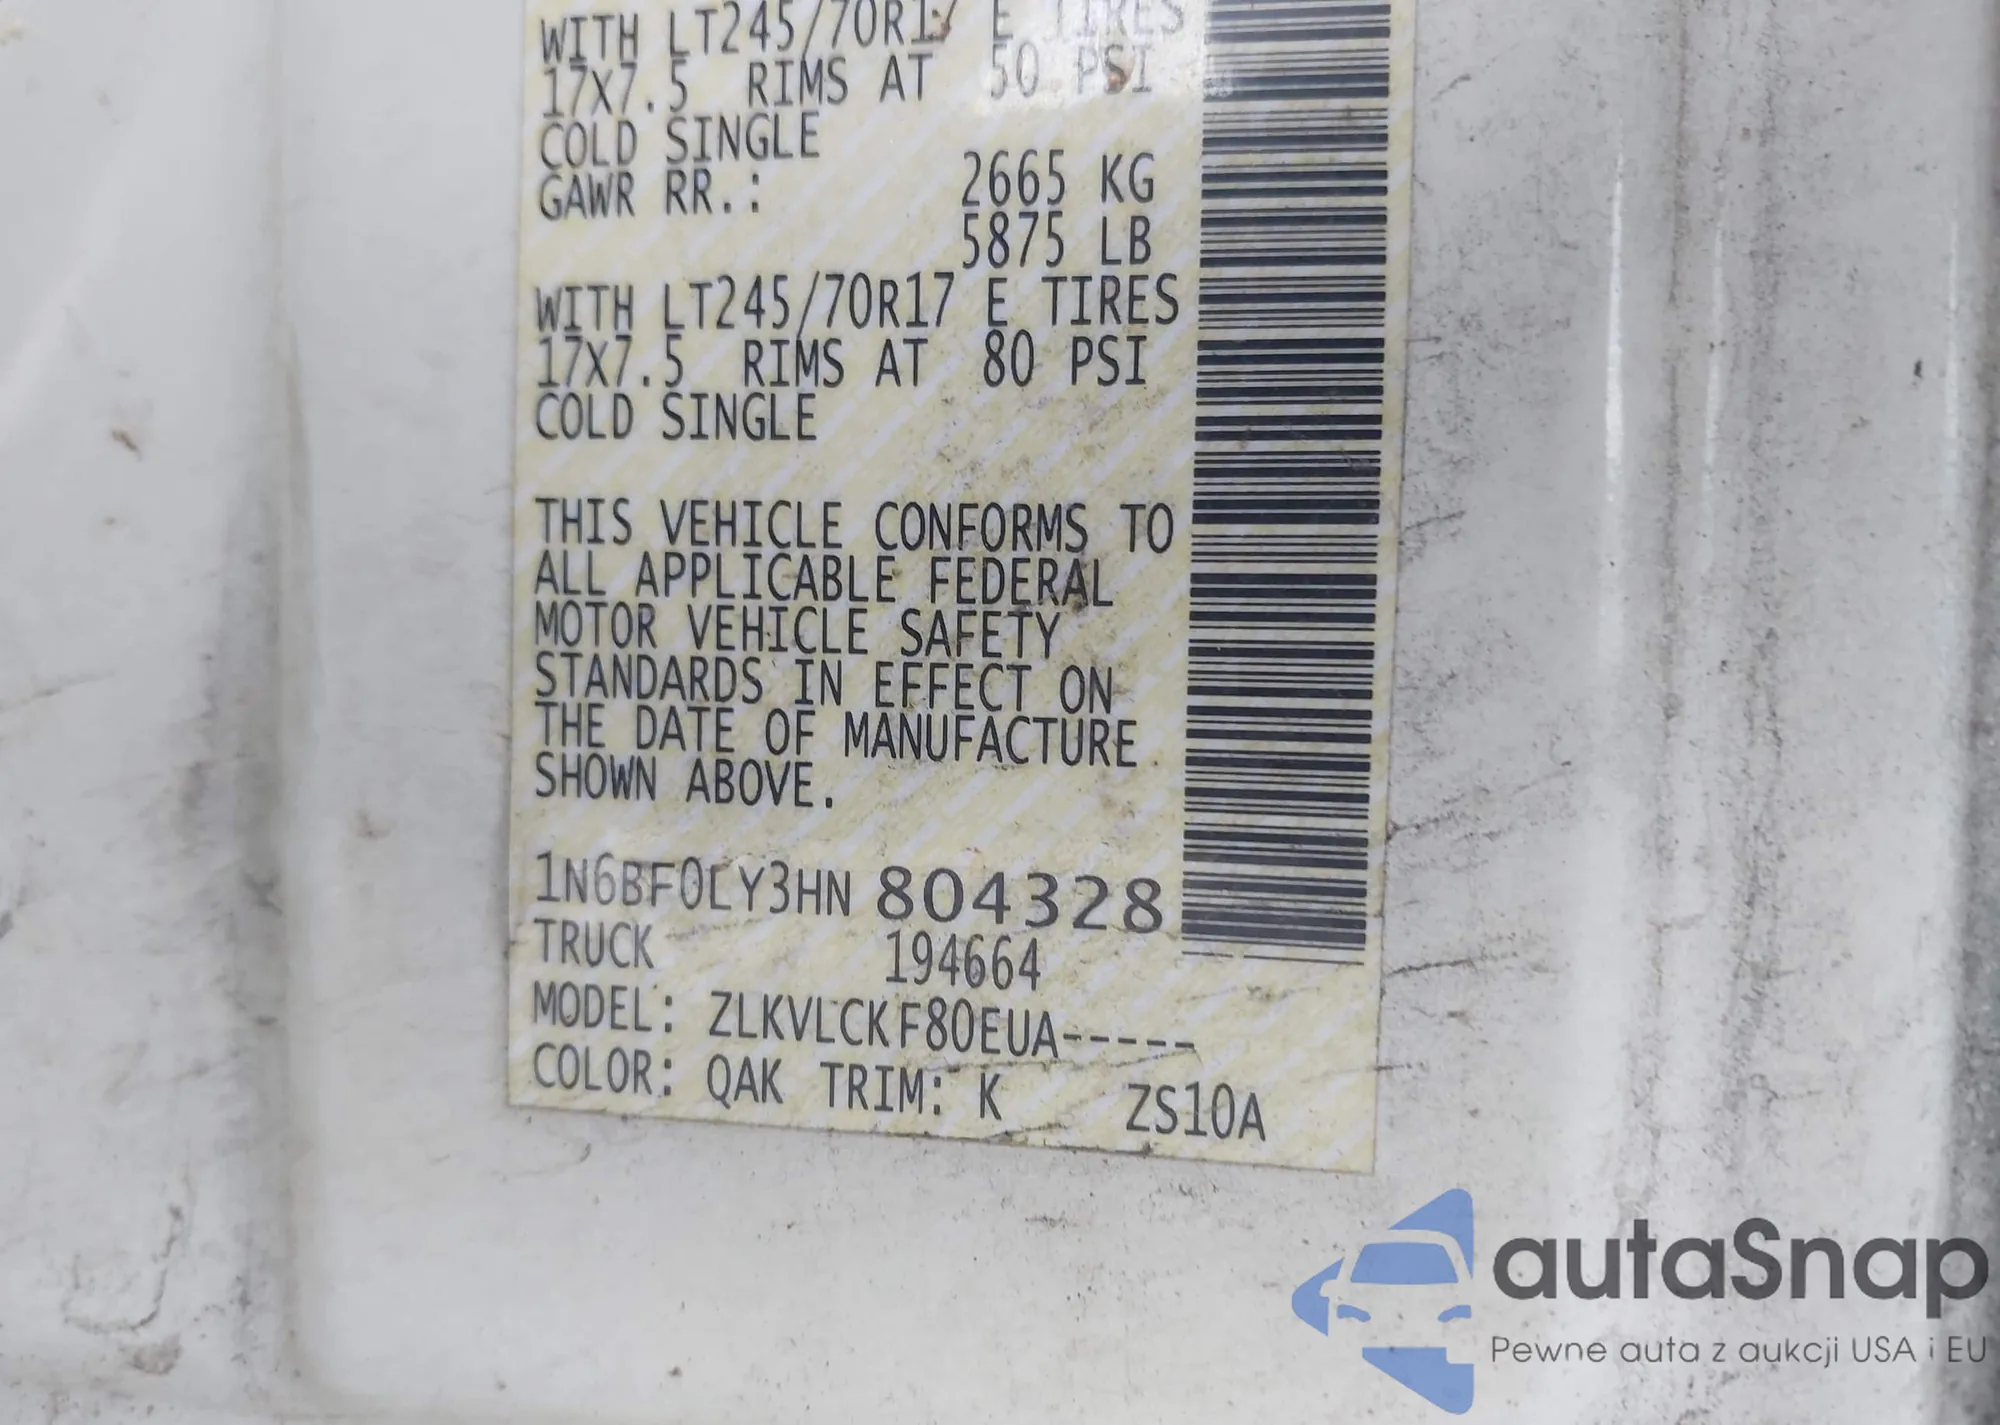 WITH LT245/70R17 E TIRES
17X7.5 RIMS AT 50 PSI
COLD SINGLE
GAWR RR.: 2665 KG
5875 LB
WITH LT245/70R17 E TIRES
17X7.5 RIMS AT 80 PSI
COLD SINGLE
THIS VEHICLE CONFORMS TO
ALL APPLICABLE FEDERAL
MOTOR VEHICLE SAFETY
STANDARDS IN EFFECT ON
THE DATE OF MANUFACTURE
SHOWN ABOVE.
1N6BF0LY3HN 804328
TRUCK 194664
MODEL: ZLKVLCKF80EUA-----
COLOR: QAK TRIM: K ZS10A
autaSnap
Pewne auta z aukcji USA i EU